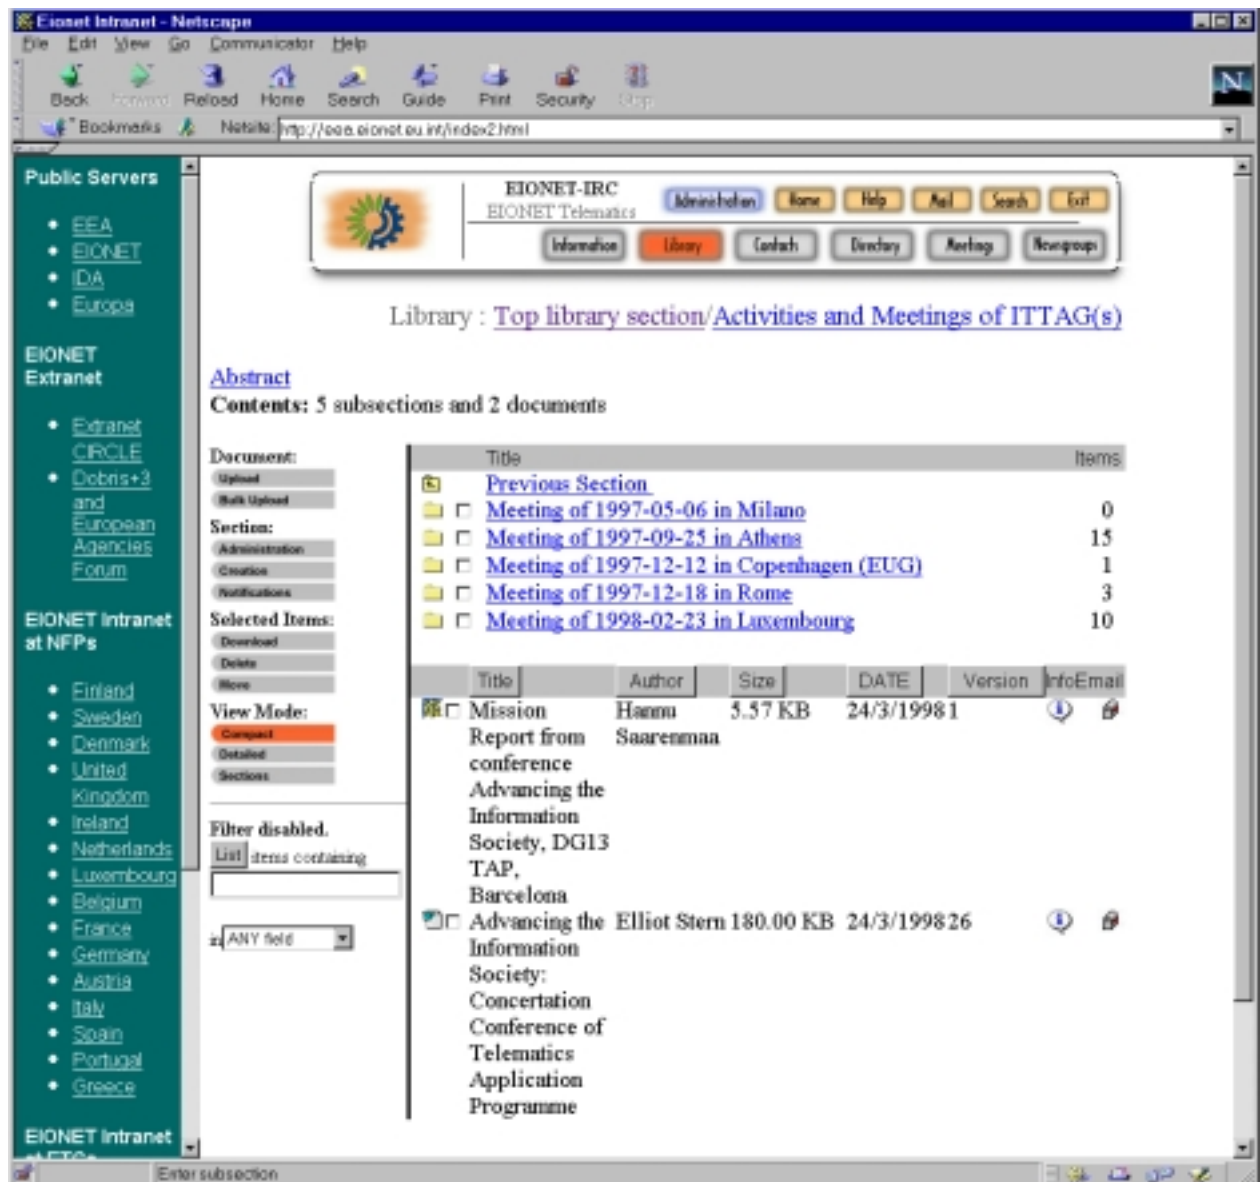 Eionet Intranet - Netscape
File Edit View Go Communicator Help
Back Forward Reload Home Search Guide Print Security Stop
Bookmarks Netsite: http://eea.eionet.eu.int/index2.html
Public Servers
EEA
EIONET
IDA
Europa
EIONET
Extranet
Extranet
CIRCLE
Dobris+3
and
European
Agencies
Forum
EIONET Intranet
at NFPs
Finland
Sweden
Denmark
United
Kingdom
Ireland
Netherlands
Luxembourg
Belgium
France
Germany
Austria
Italy
Spain
Portugal
Greece
EIONET Intranet
at ETCs
EIONET-IRC
EIONET Telematics
Administration Home Help Mail Search Exit
Information Library Contacts Directory Meetings Newsgroups
Library : Top library section/Activities and Meetings of ITTAG(s)
Abstract
Contents: 5 subsections and 2 documents
Document:
Upload
Bulk Upload
Section:
Administration
Creation
Notifications
Selected Items:
Download
Delete
Move
View Mode:
Compact
Detailed
Sections
Filter disabled.
List items containing
in ANY field
Title Items
Previous Section
Meeting of 1997-05-06 in Milano 0
Meeting of 1997-09-25 in Athens 15
Meeting of 1997-12-12 in Copenhagen (EUG) 1
Meeting of 1997-12-18 in Rome 3
Meeting of 1998-02-23 in Luxembourg 10
Title Author Size DATE Version Info Email
Mission Hannu 5.57 KB 24/3/1998 1
Report from Saarenmaa
conference
Advancing the
Information
Society, DG13
TAP,
Barcelona
Advancing the Elliot Stern 180.00 KB 24/3/1998 26
Information
Society:
Concertation
Conference of
Telematics
Application
Programme
Enter subsection